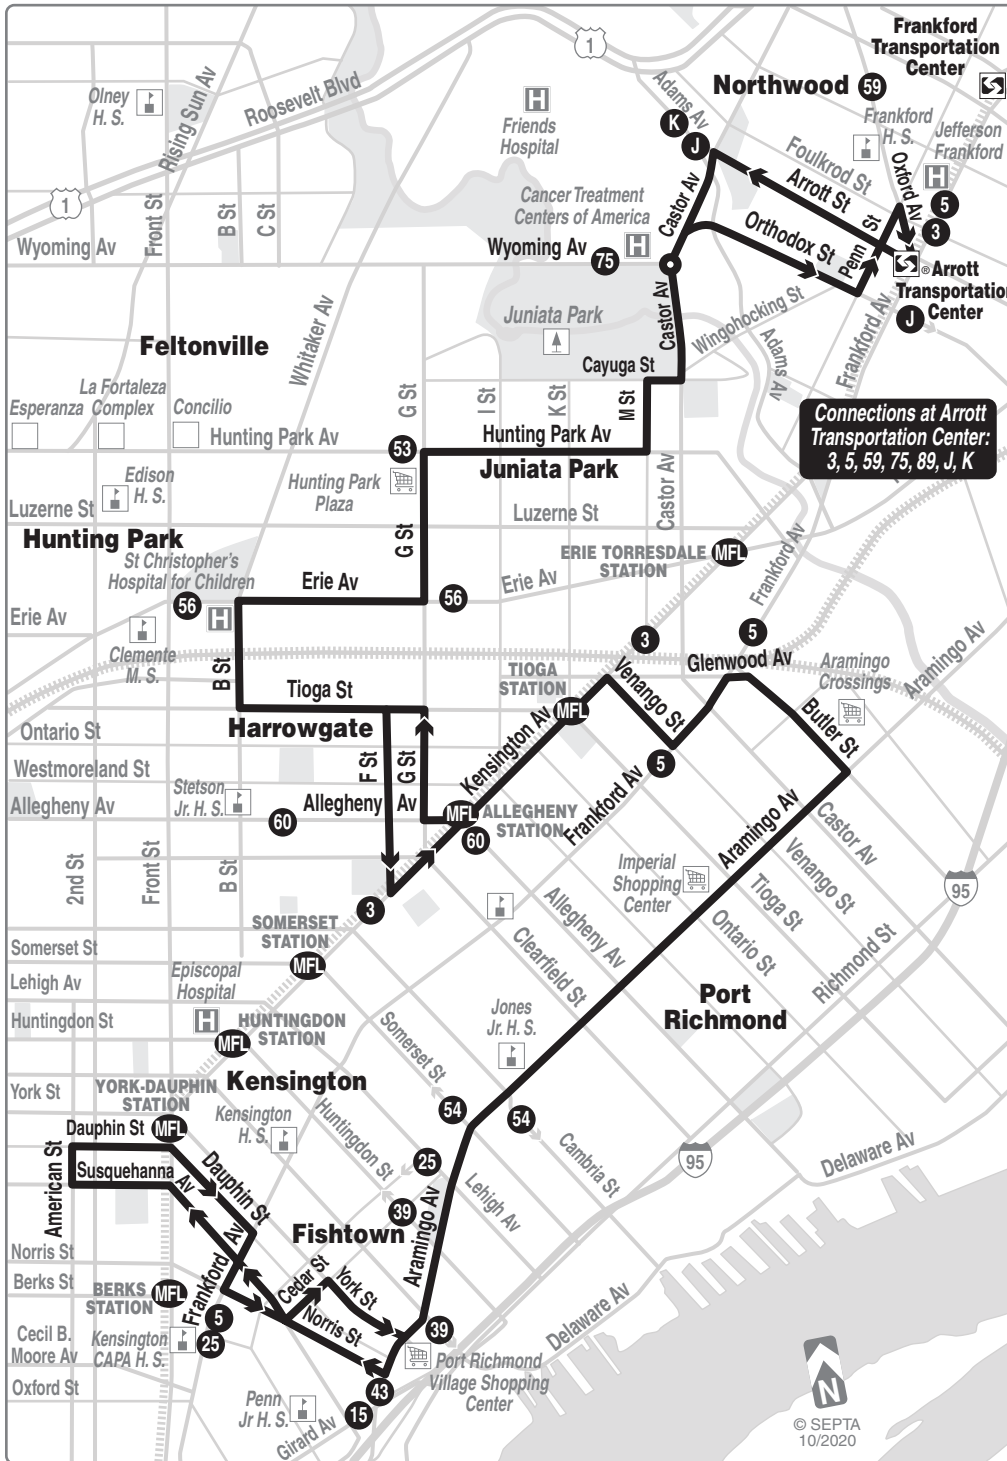 Frankford
Transportation
Center
1
Northwood
59
Olney
H. S.
Rising Sun Av
Roosevelt Blvd
Adams Av
K
J
Friends
Hospital
Frankford
H. S.
Jefferson
Frankford
Foulkrod St
Arrott St
Oxford Av
5
3
1
Front St
B St
C St
Cancer Treatment
Centers of America
Castor Av
Orthodox St
Penn St
Wyoming Av
Wyoming Av
75
® Arrott
Transportation
Center
J
Whitaker Av
Juniata Park
Castor Av
Wingohocking St
Adams Av
Frankford Av
Feltonville
Cayuga St
La Fortaleza
Esperanza
Complex
Concilio
G St
I St
K St
M St
Connections at Arrott
Transportation Center:
3, 5, 59, 75, 89, J, K
Hunting Park Av
53
Hunting Park Av
Juniata Park
Castor Av
Edison
H. S.
Hunting Park
Plaza
Luzerne St
Luzerne St
G St
Hunting Park
St Christopher's
Hospital for Children
ERIE TORRESDALE
STATION
MFL
Frankford Av
Erie Av
Erie Av
56
56
Erie Av
3
5
Clemente
M. S.
B St
Glenwood Av
Aramingo Av
TIOGA
STATION
MFL
Venango St
Aramingo
Crossings
Tioga St
Harrowgate
Butler St
Ontario St
F St
G St
Kensington Av
5
Westmoreland St
Stetson
Jr. H. S.
Frankford Av
Allegheny Av
Allegheny Av
60
MFL
ALLEGHENY
STATION
60
Aramingo Av
Castor Av
2nd St
Front St
B St
Imperial
Shopping
Center
Venango St
Tioga St
95
3
Allegheny Av
Ontario St
SOMERSET
STATION
MFL
Clearfield St
Richmond St
Somerset St
Lehigh Av
Episcopal
Hospital
Port
Richmond
Huntingdon St
HUNTINGDON
STATION
MFL
Jones
Jr. H. S.
Somerset St
York St
YORK-DAUPHIN
STATION
MFL
Kensington
Kensington
H. S.
Huntingdon St
54
54
Cambria St
95
Delaware Av
Dauphin St
American St
Susquehanna Av
Dauphin St
25
39
Lehigh Av
Fishtown
Aramingo Av
Norris St
Berks St
BERKS
STATION
MFL
Frankford Av
Cedar St
York St
Norris St
Delaware Av
5
25
39
Cecil B.
Moore Av
Kensington
CAPA H. S.
Port Richmond
Village Shopping
Center
Oxford St
43
Penn
Jr H. S.
15
Girard Av
N
© SEPTA
10/2020